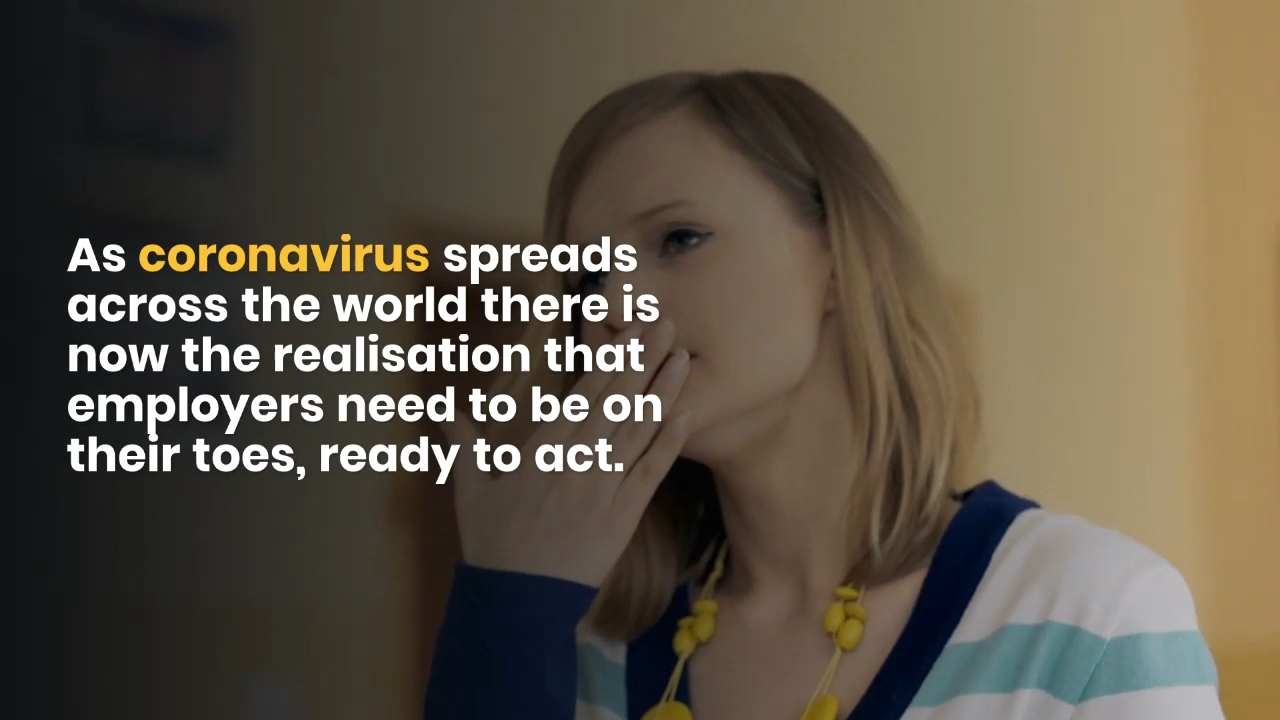 As coronavirus spreads
across the world there is
now the realisation that
employers need to be on
their toes, ready to act.